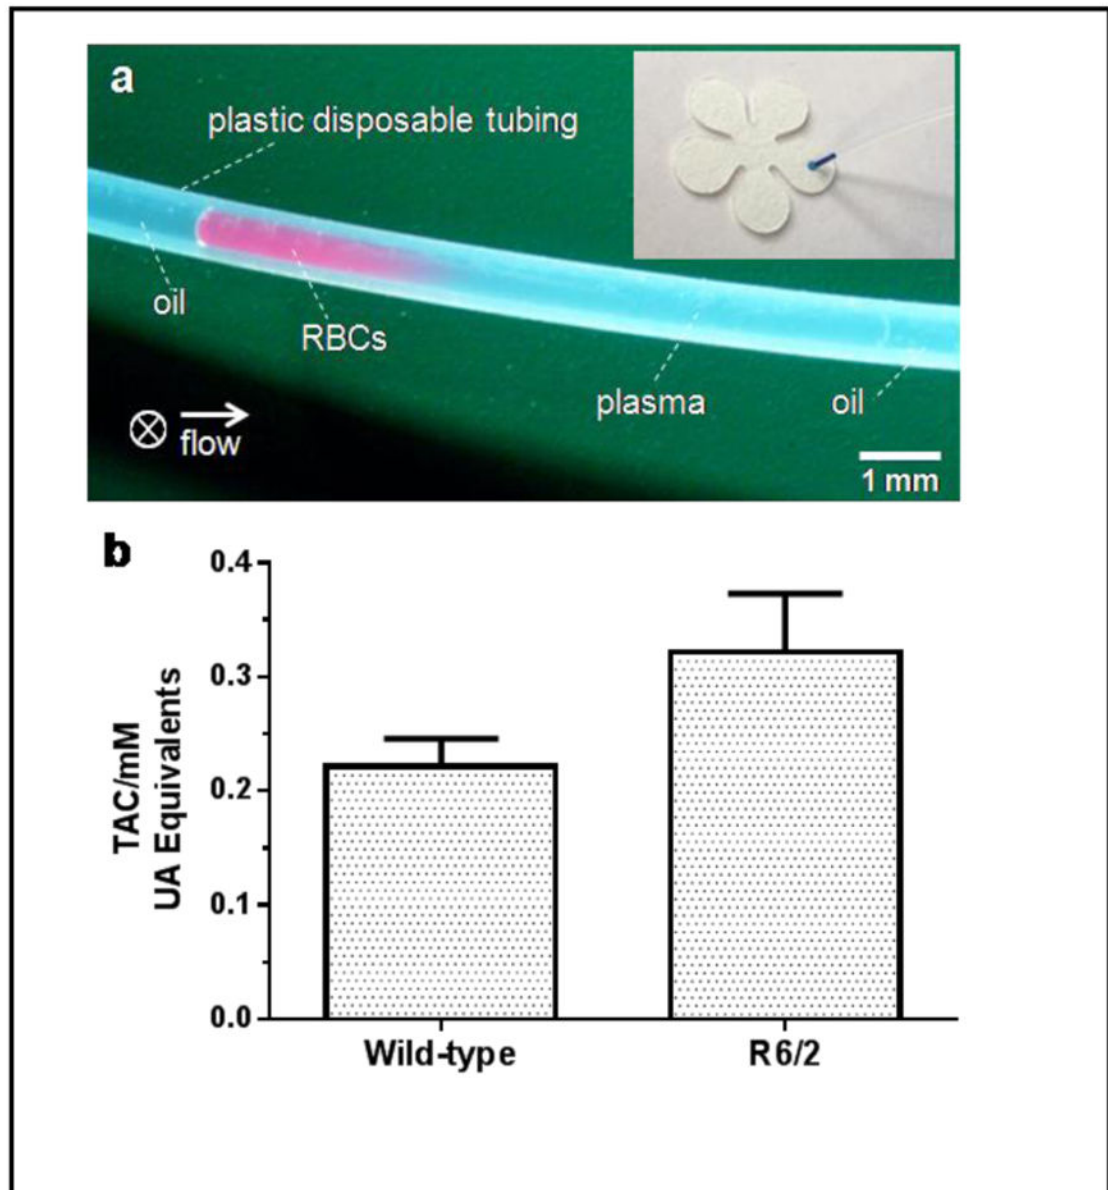 a
plastic disposable tubing
oil
RBCs
plasma
oil
flow
1 mm
b
0.4
0.3
0.2
0.1
0.0
TAC/mM
UA Equivalents
Wild-type
R6/2